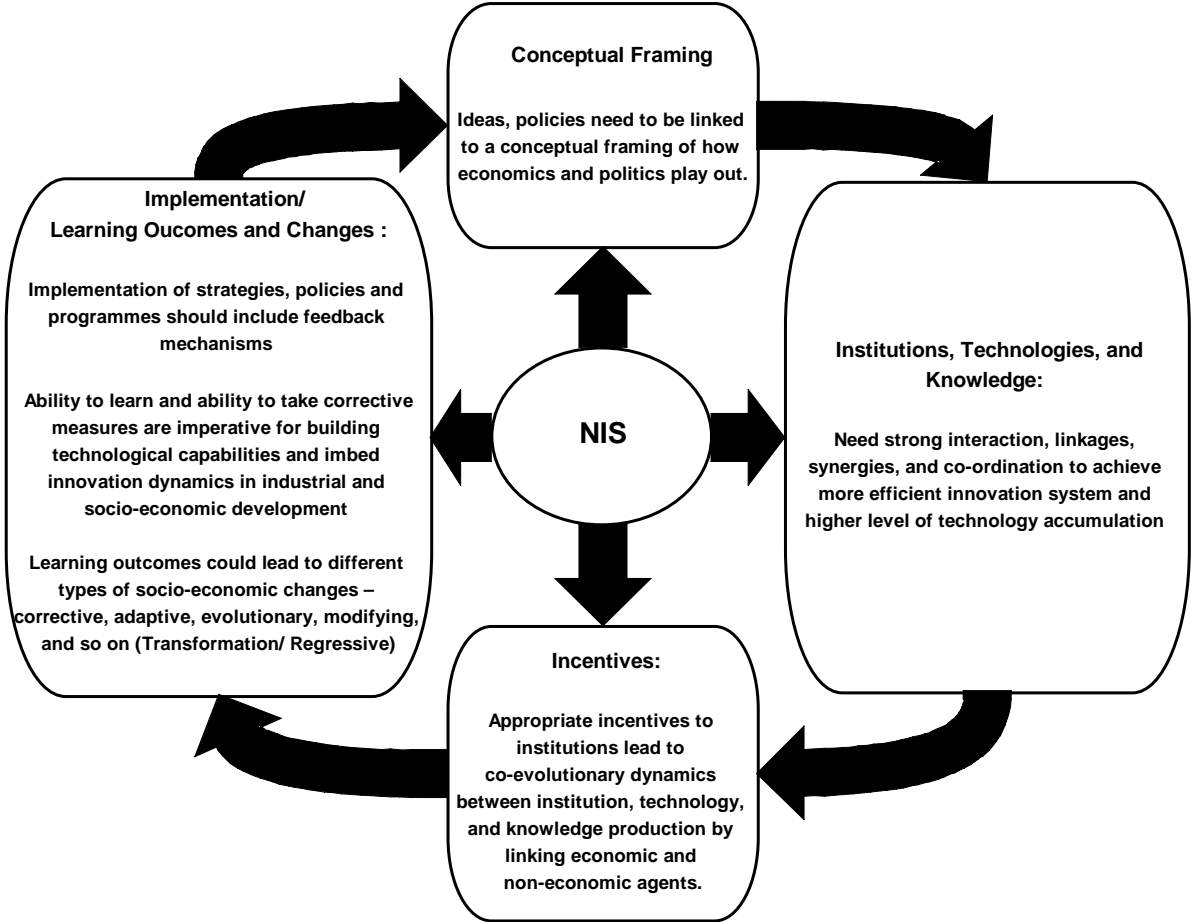 Conceptual Framing
Ideas, policies need to be linked
to a conceptual framing of how
economics and politics play out.
Implementation/
Learning Oucomes and Changes :
Implementation of strategies, policies and
programmes should include feedback
mechanisms
Ability to learn and ability to take corrective
measures are imperative for building
technological capabilities and imbed
innovation dynamics in industrial and
socio-economic development
Learning outcomes could lead to different
types of socio-economic changes –
corrective, adaptive, evolutionary, modifying,
and so on (Transformation/ Regressive)
NIS
Institutions, Technologies, and
Knowledge:
Need strong interaction, linkages,
synergies, and co-ordination to achieve
more efficient innovation system and
higher level of technology accumulation
Incentives:
Appropriate incentives to
institutions lead to
co-evolutionary dynamics
between institution, technology,
and knowledge production by
linking economic and
non-economic agents.